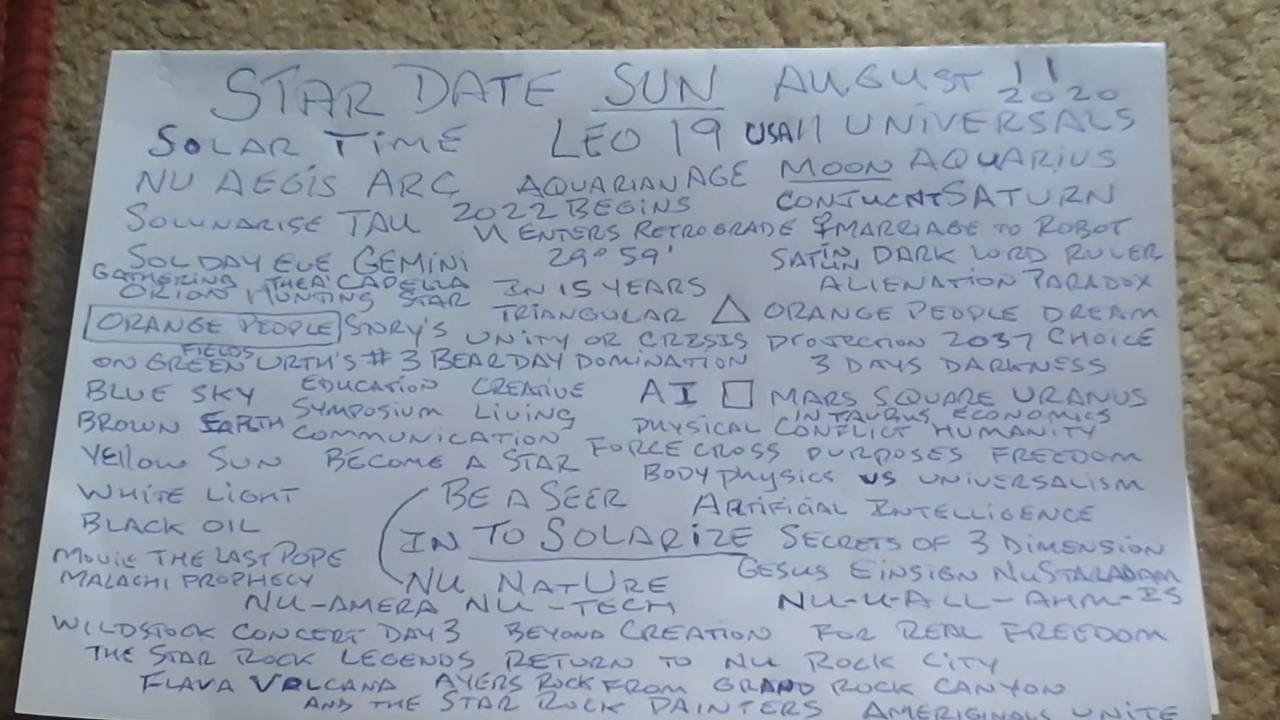 STAR DATE SUN AUGUST 11 2020
SOLAR TIME LEO 19 USA11 UNIVERSALS
NU AEGIS ARC AQUARIAN AGE MOON AQUARIUS
SOLUNARISE TAU 2022 BEGINS CONJUNCT SATURN
ENTERS RETROGRADE ♀ MARRIAGE TO ROBOT
SOLDAY EVE GEMINI 29° 59' SATIN UN DARK LORD RULER
GATHERING THEA CAPELLA
ORION HUNTING STAR IN 15 YEARS ALIENATION PARADOX
TRIANGULAR △ ORANGE PEOPLE DREAM
ORANGE PEOPLE STORY'S UNITY OR CRISIS PROTECTION 2037 CHOICE
ON GREEN FIELDS URTH'S #3 BEAR DAY DOMINATION 3 DAYS DARKNESS
BLUE SKY EDUCATION CREATIVE AI □ MARS SQUARE URANUS
IN TAURUS ECONOMICS
BROWN EARTH SYMPOSIUM LIVING PHYSICAL CONFLICT HUMANITY
COMMUNICATION FORCE CROSS PURPOSES FREEDOM
YELLOW SUN BECOME A STAR BODY PHYSICS VS UNIVERSALISM
WHITE LIGHT BE A SEER ARTIFICIAL INTELLIGENCE
BLACK OIL IN TO SOLARIZE SECRETS OF 3 DIMENSION
MOVIE THE LAST POPE
MALACHI PROPHECY NU NATURE GESUS EINSIGN NUSTARADAM
NU-AMERA NU-TECH NU-U-ALL-AHM-IS
WILDSTOCK CONCERT DAY 3 BEYOND CREATION FOR REAL FREEDOM
THE STAR ROCK LEGENDS RETURN TO NU ROCK CITY
FLAVA VOLCANA AYERS ROCK FROM GRAND ROCK CANYON
AND THE STAR ROCK PAINTERS AMERIGINALS UNITE